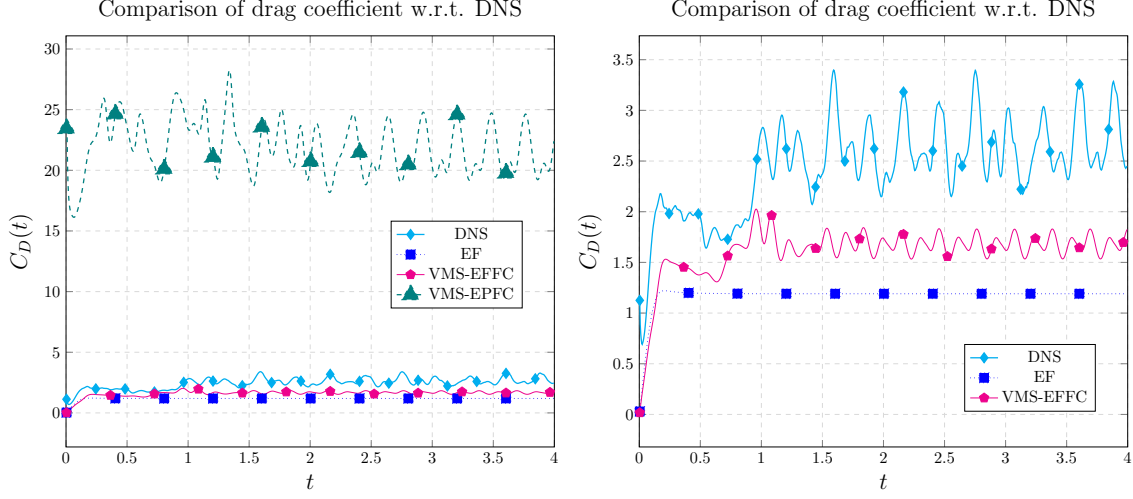 Comparison of drag coefficient w.r.t. DNS
30
25
20
15
10
5
0
C_D(t)
0 0.5 1 1.5 2 2.5 3 3.5 4
t
DNS
EF
VMS-EFFC
VMS-EPFC
Comparison of drag coefficient w.r.t. DNS
3.5
3
2.5
2
1.5
1
0.5
0
C_D(t)
0 0.5 1 1.5 2 2.5 3 3.5 4
t
DNS
EF
VMS-EFFC